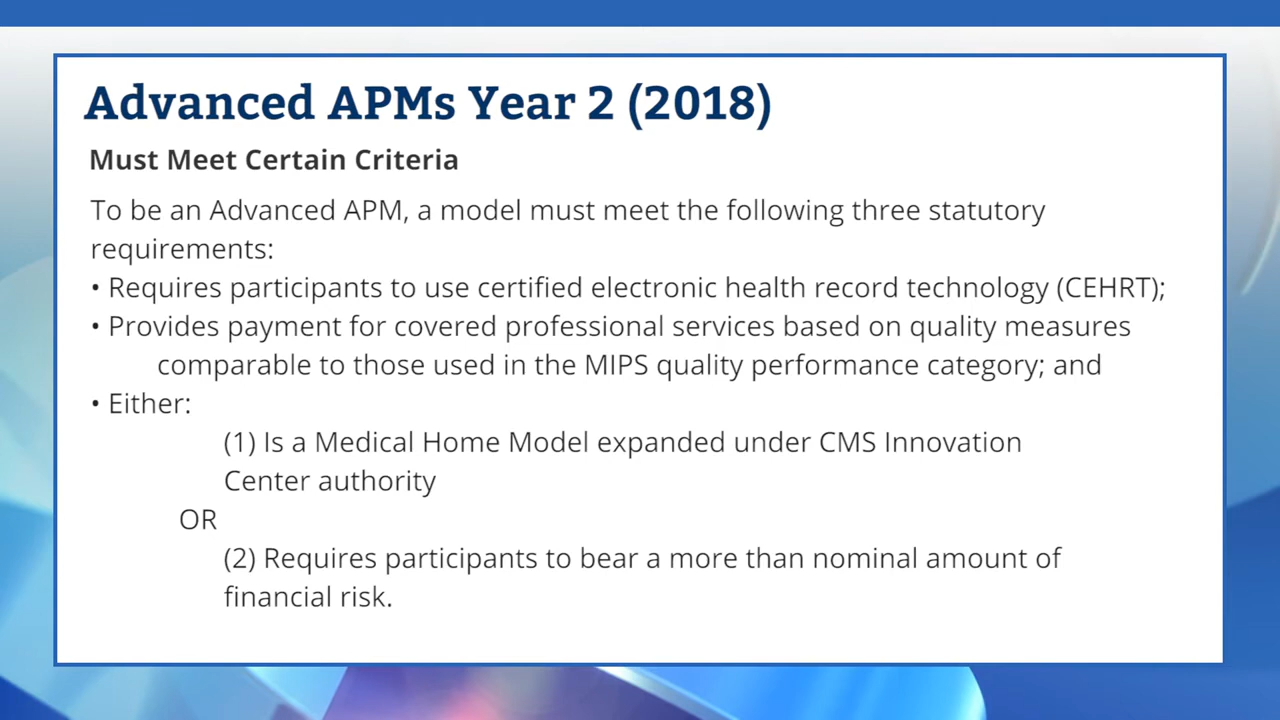 Advanced APMs Year 2 (2018)
Must Meet Certain Criteria
To be an Advanced APM, a model must meet the following three statutory
requirements:
• Requires participants to use certified electronic health record technology (CEHRT);
• Provides payment for covered professional services based on quality measures
comparable to those used in the MIPS quality performance category; and
• Either:
(1) Is a Medical Home Model expanded under CMS Innovation
Center authority
OR
(2) Requires participants to bear a more than nominal amount of
financial risk.